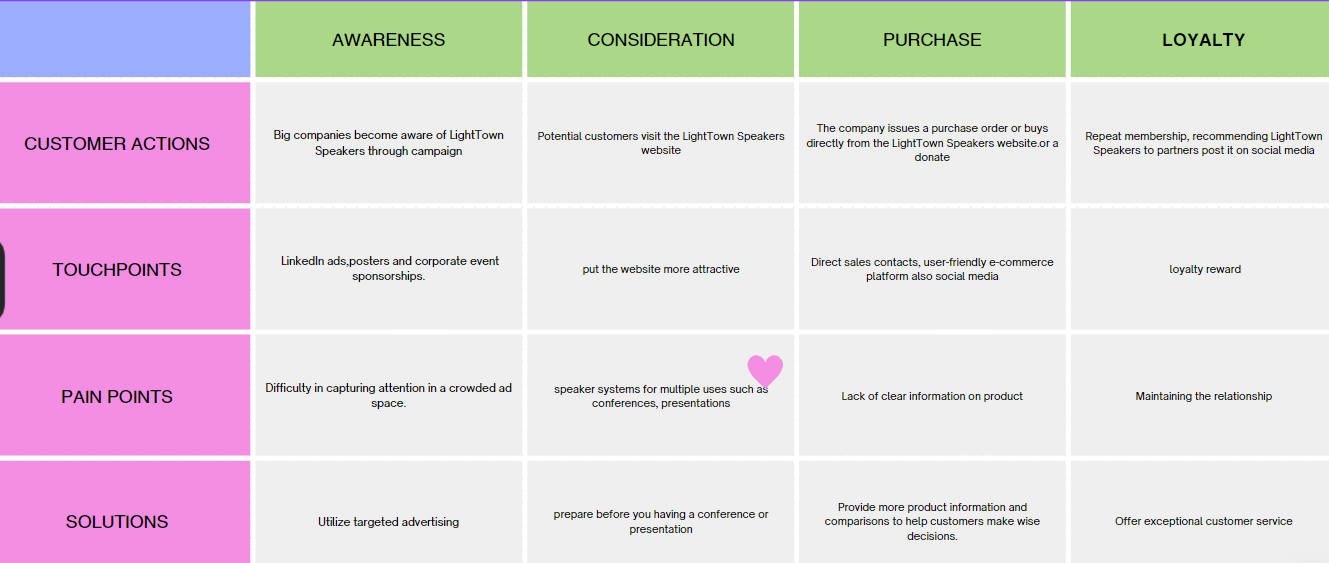 AWARENESS
CONSIDERATION
PURCHASE
LOYALTY
CUSTOMER ACTIONS
Big companies become aware of LightTown
Speakers through campaign
Potential customers visit the LightTown Speakers
website
The company issues a purchase order or buys
directly from the LightTown Speakers website.or a
donate
Repeat membership, recommending LightTown
Speakers to partners post it on social media
TOUCHPOINTS
LinkedIn ads,posters and corporate event
sponsorships.
put the website more attractive
Direct sales contacts, user-friendly e-commerce
platform also social media
loyalty reward
PAIN POINTS
Difficulty in capturing attention in a crowded ad
space.
speaker systems for multiple uses such as
conferences, presentations
Lack of clear information on product
Maintaining the relationship
SOLUTIONS
Utilize targeted advertising
prepare before you having a conference or
presentation
Provide more product information and
comparisons to help customers make wise
decisions.
Offer exceptional customer service